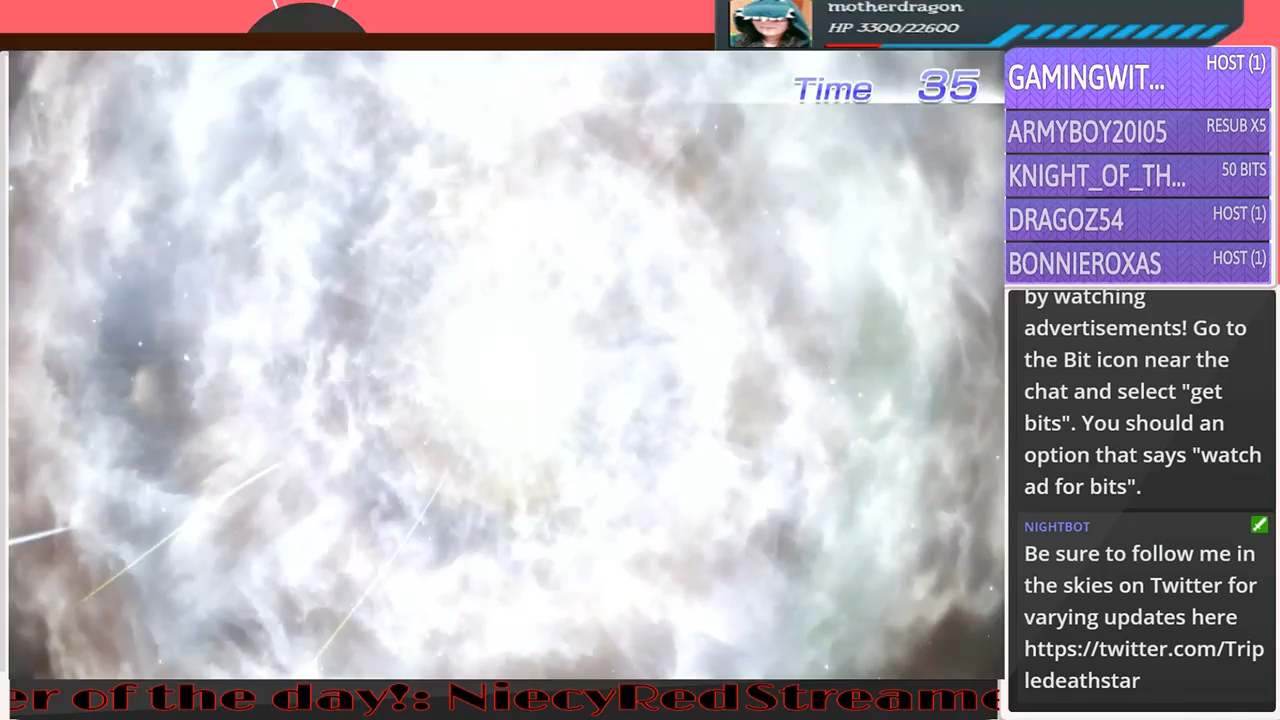 motherdragon
HP 3300/22600
Time 35
GAMINGWIT... HOST (1)
ARMYBOY20105 RESUB X5
KNIGHT_OF_TH... 50 BITS
DRAGOZ54 HOST (1)
BONNIEROXAS HOST (1)
by watching
advertisements! Go to
the Bit icon near the
chat and select "get
bits". You should an
option that says "watch
ad for bits".
NIGHTBOT
Be sure to follow me in
the skies on Twitter for
varying updates here
https://twitter.com/Trip
ledeathstar
er of the day!: NiecyRedStreame